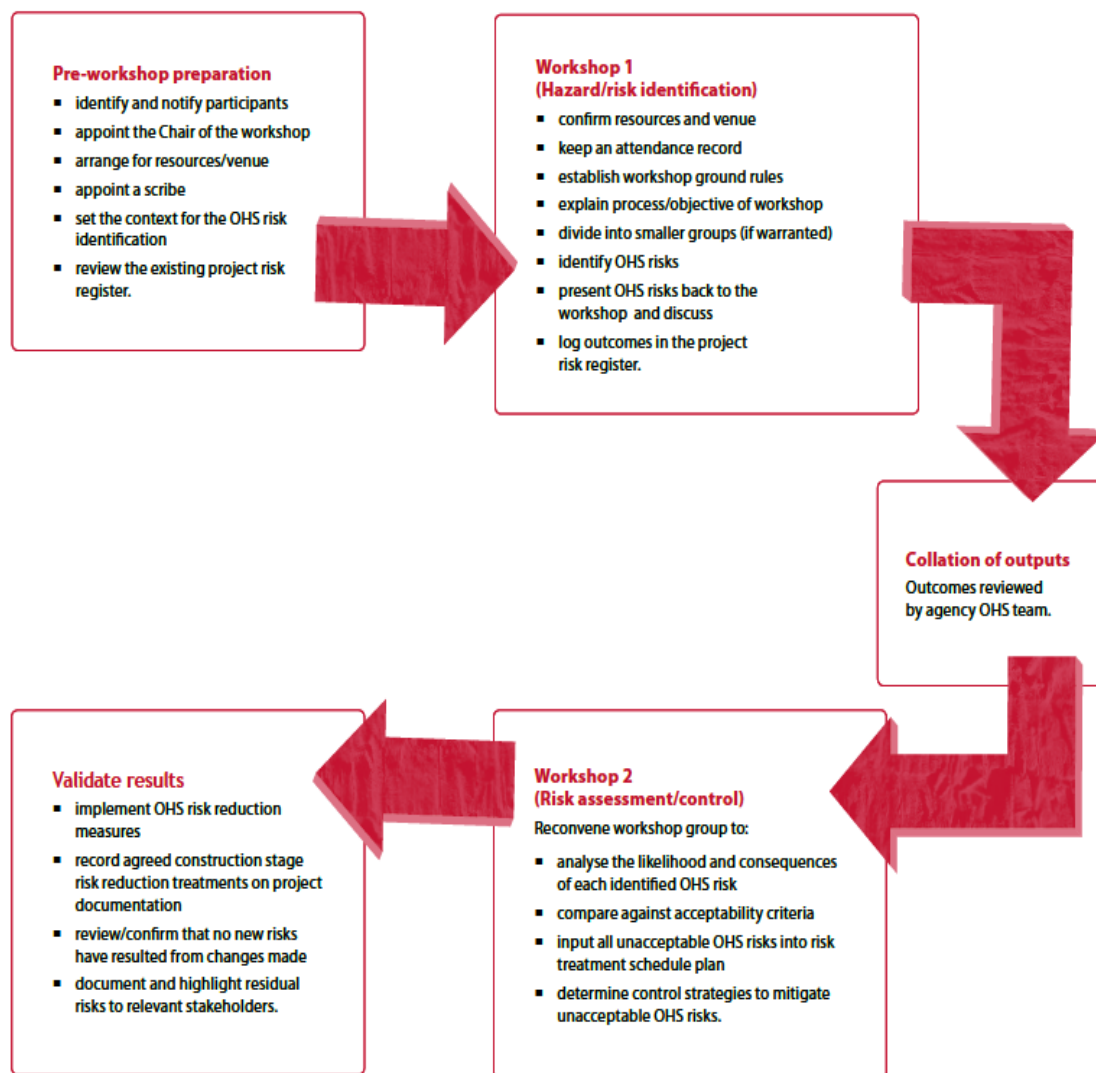 Pre-workshop preparation
▪ identify and notify participants
▪ appoint the Chair of the workshop
▪ arrange for resources/venue
▪ appoint a scribe
▪ set the context for the OHS risk
identification
▪ review the existing project risk
register.
Workshop 1
(Hazard/risk identification)
▪ confirm resources and venue
▪ keep an attendance record
▪ establish workshop ground rules
▪ explain process/objective of workshop
▪ divide into smaller groups (if warranted)
▪ identify OHS risks
▪ present OHS risks back to the
workshop and discuss
▪ log outcomes in the project
risk register.
Collation of outputs
Outcomes reviewed
by agency OHS team.
Workshop 2
(Risk assessment/control)
Reconvene workshop group to:
▪ analyse the likelihood and consequences
of each identified OHS risk
▪ compare against acceptability criteria
▪ input all unacceptable OHS risks into risk
treatment schedule plan
▪ determine control strategies to mitigate
unacceptable OHS risks.
Validate results
▪ implement OHS risk reduction
measures
▪ record agreed construction stage
risk reduction treatments on project
documentation
▪ review/confirm that no new risks
have resulted from changes made
▪ document and highlight residual
risks to relevant stakeholders.